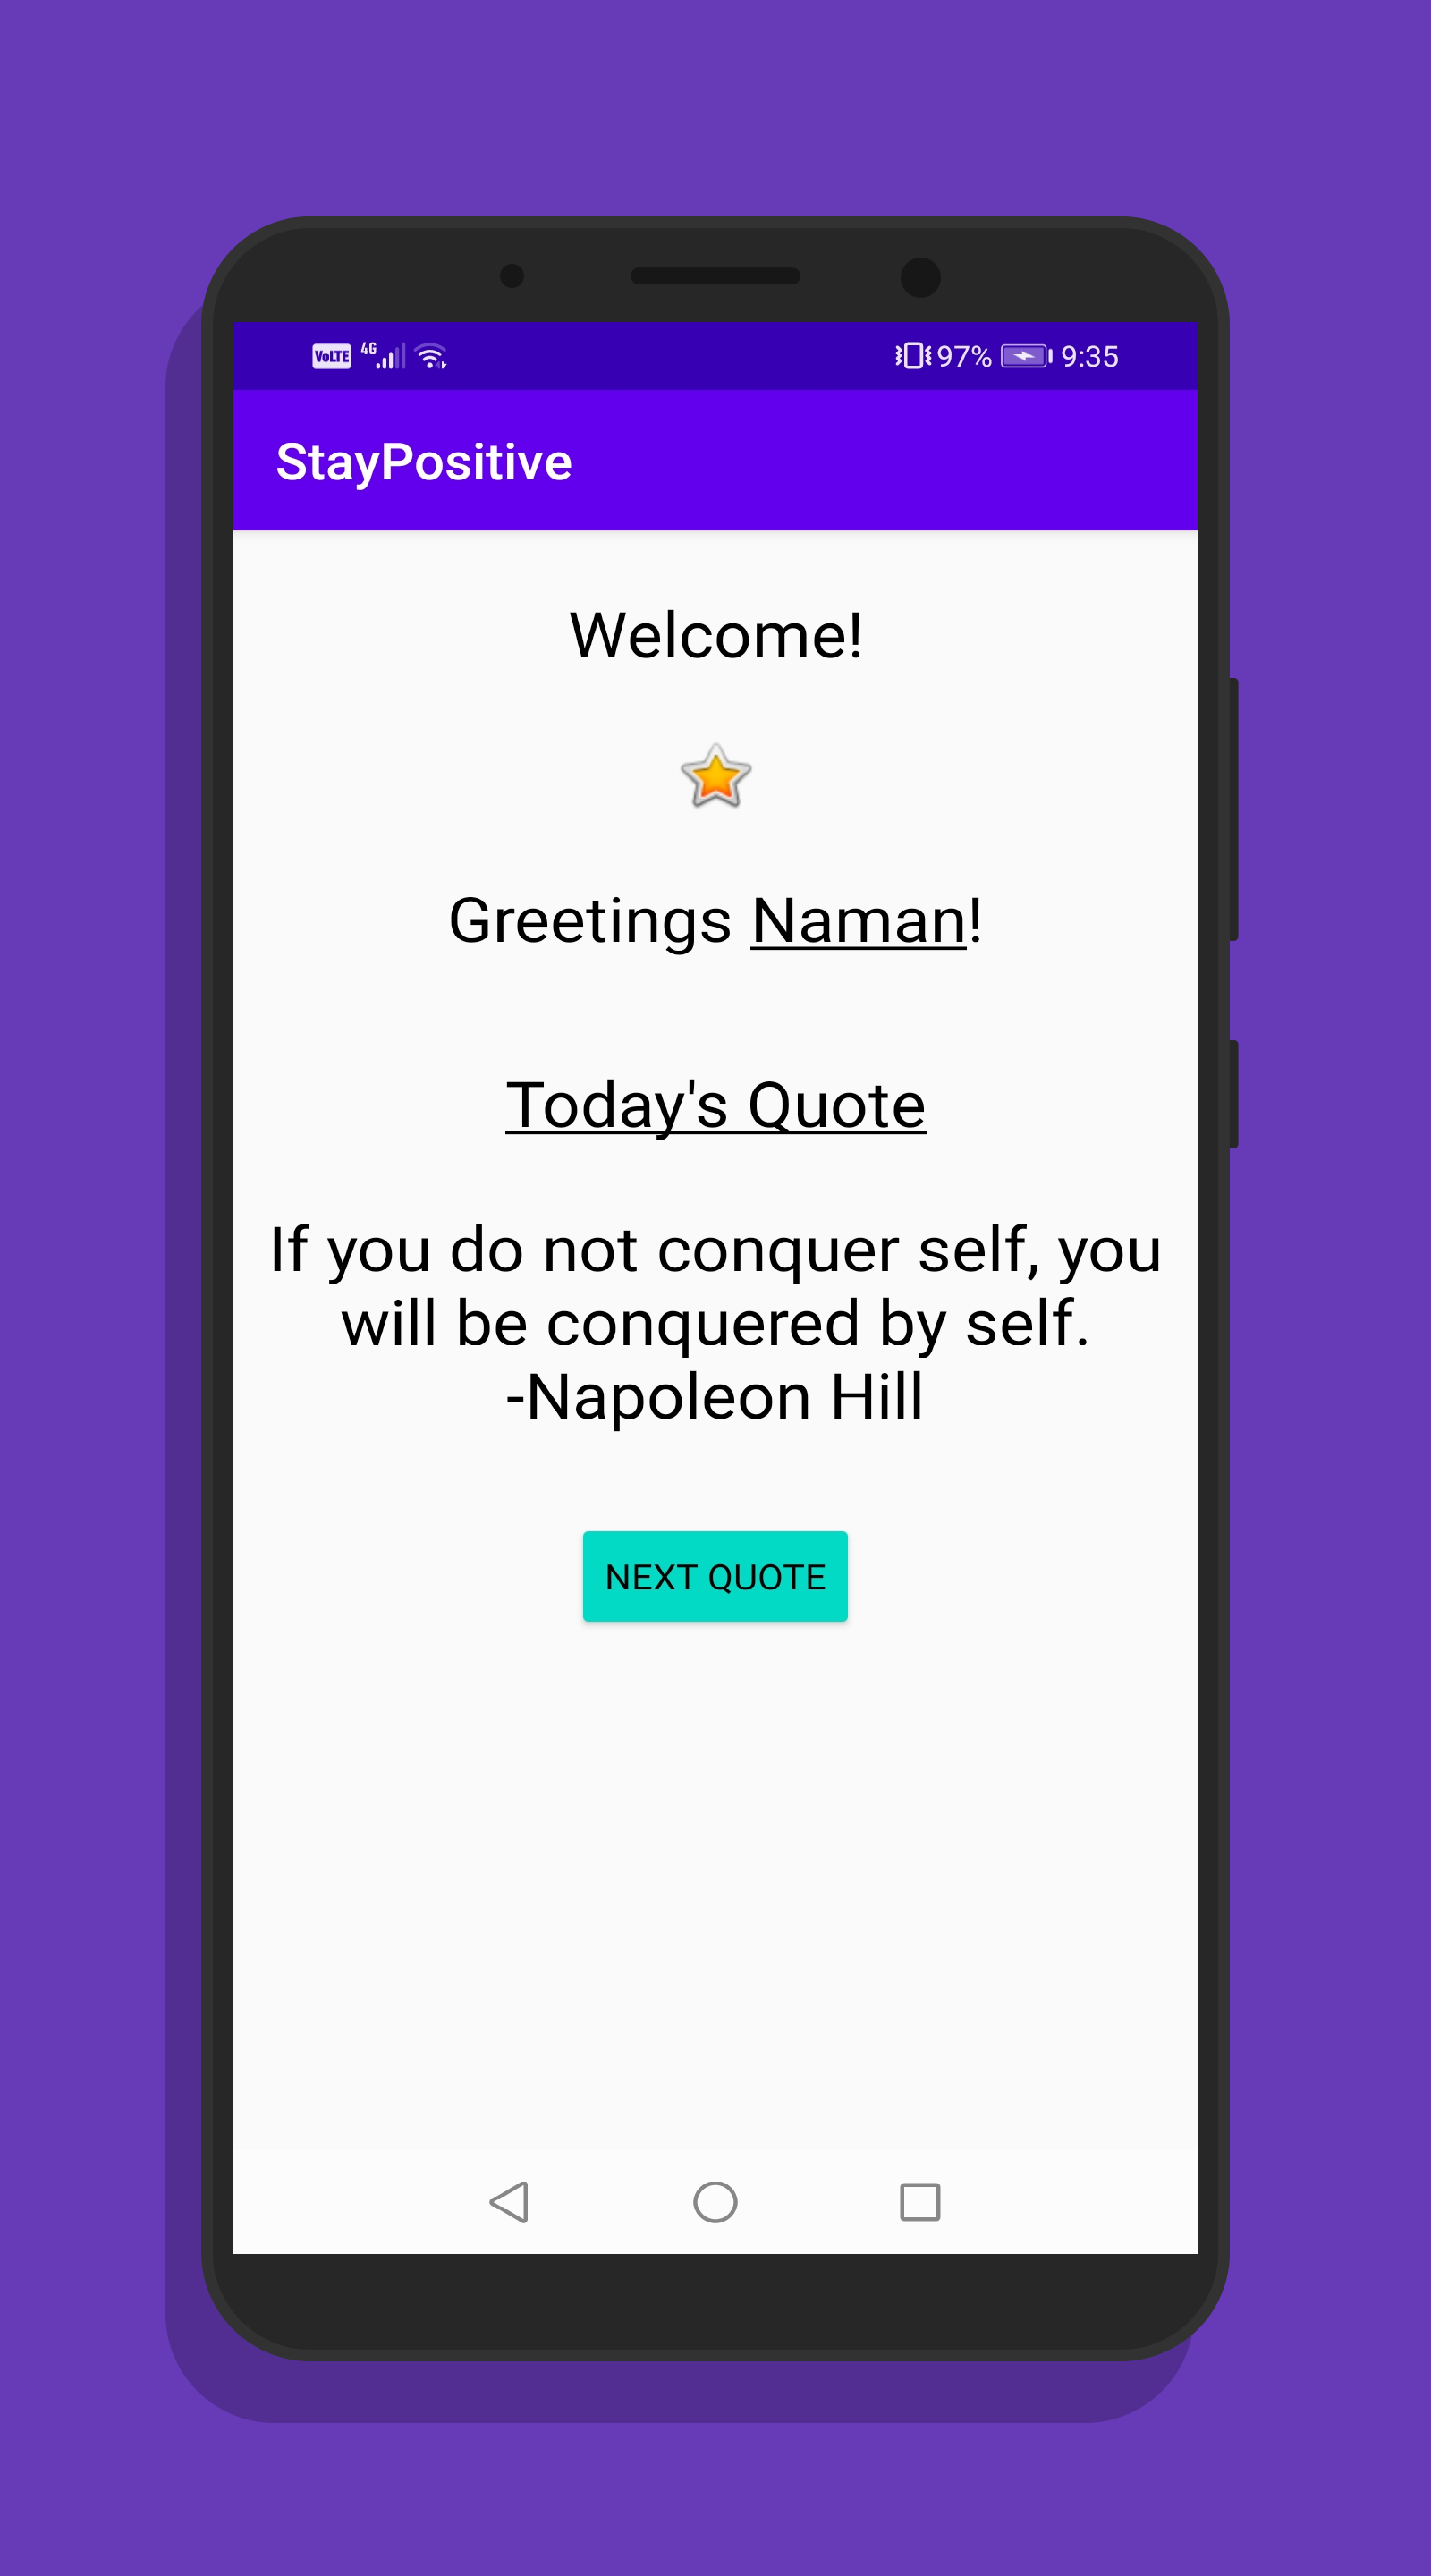 VoLTE 4G 97% 9:35
StayPositive
Welcome!
Greetings Naman!
Today's Quote
If you do not conquer self, you
will be conquered by self.
-Napoleon Hill
NEXT QUOTE